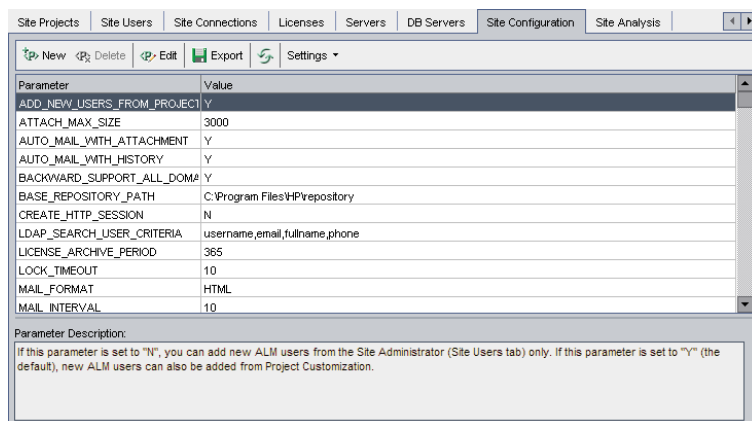 Site Projects Site Users Site Connections Licenses Servers DB Servers Site Configuration Site Analysis
New Delete Edit Export Settings
Parameter Value
ADD_NEW_USERS_FROM_PROJECT Y
ATTACH_MAX_SIZE 3000
AUTO_MAIL_WITH_ATTACHMENT Y
AUTO_MAIL_WITH_HISTORY Y
BACKWARD_SUPPORT_ALL_DOMA Y
BASE_REPOSITORY_PATH C:\Program Files\HP\repository
CREATE_HTTP_SESSION N
LDAP_SEARCH_USER_CRITERIA username,email,fullname,phone
LICENSE_ARCHIVE_PERIOD 365
LOCK_TIMEOUT 10
MAIL_FORMAT HTML
MAIL_INTERVAL 10
Parameter Description:
If this parameter is set to "N", you can add new ALM users from the Site Administrator (Site Users tab) only. If this parameter is set to "Y" (the
default), new ALM users can also be added from Project Customization.